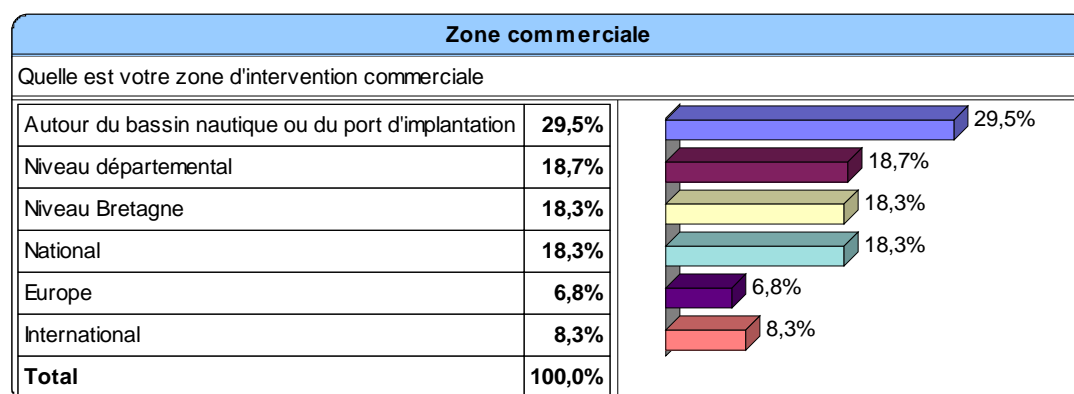 Zone commerciale
Quelle est votre zone d'intervention commerciale
Autour du bassin nautique ou du port d'implantation 29,5% 29,5%
Niveau départemental 18,7% 18,7%
Niveau Bretagne 18,3% 18,3%
National 18,3% 18,3%
Europe 6,8% 6,8%
International 8,3% 8,3%
Total 100,0%